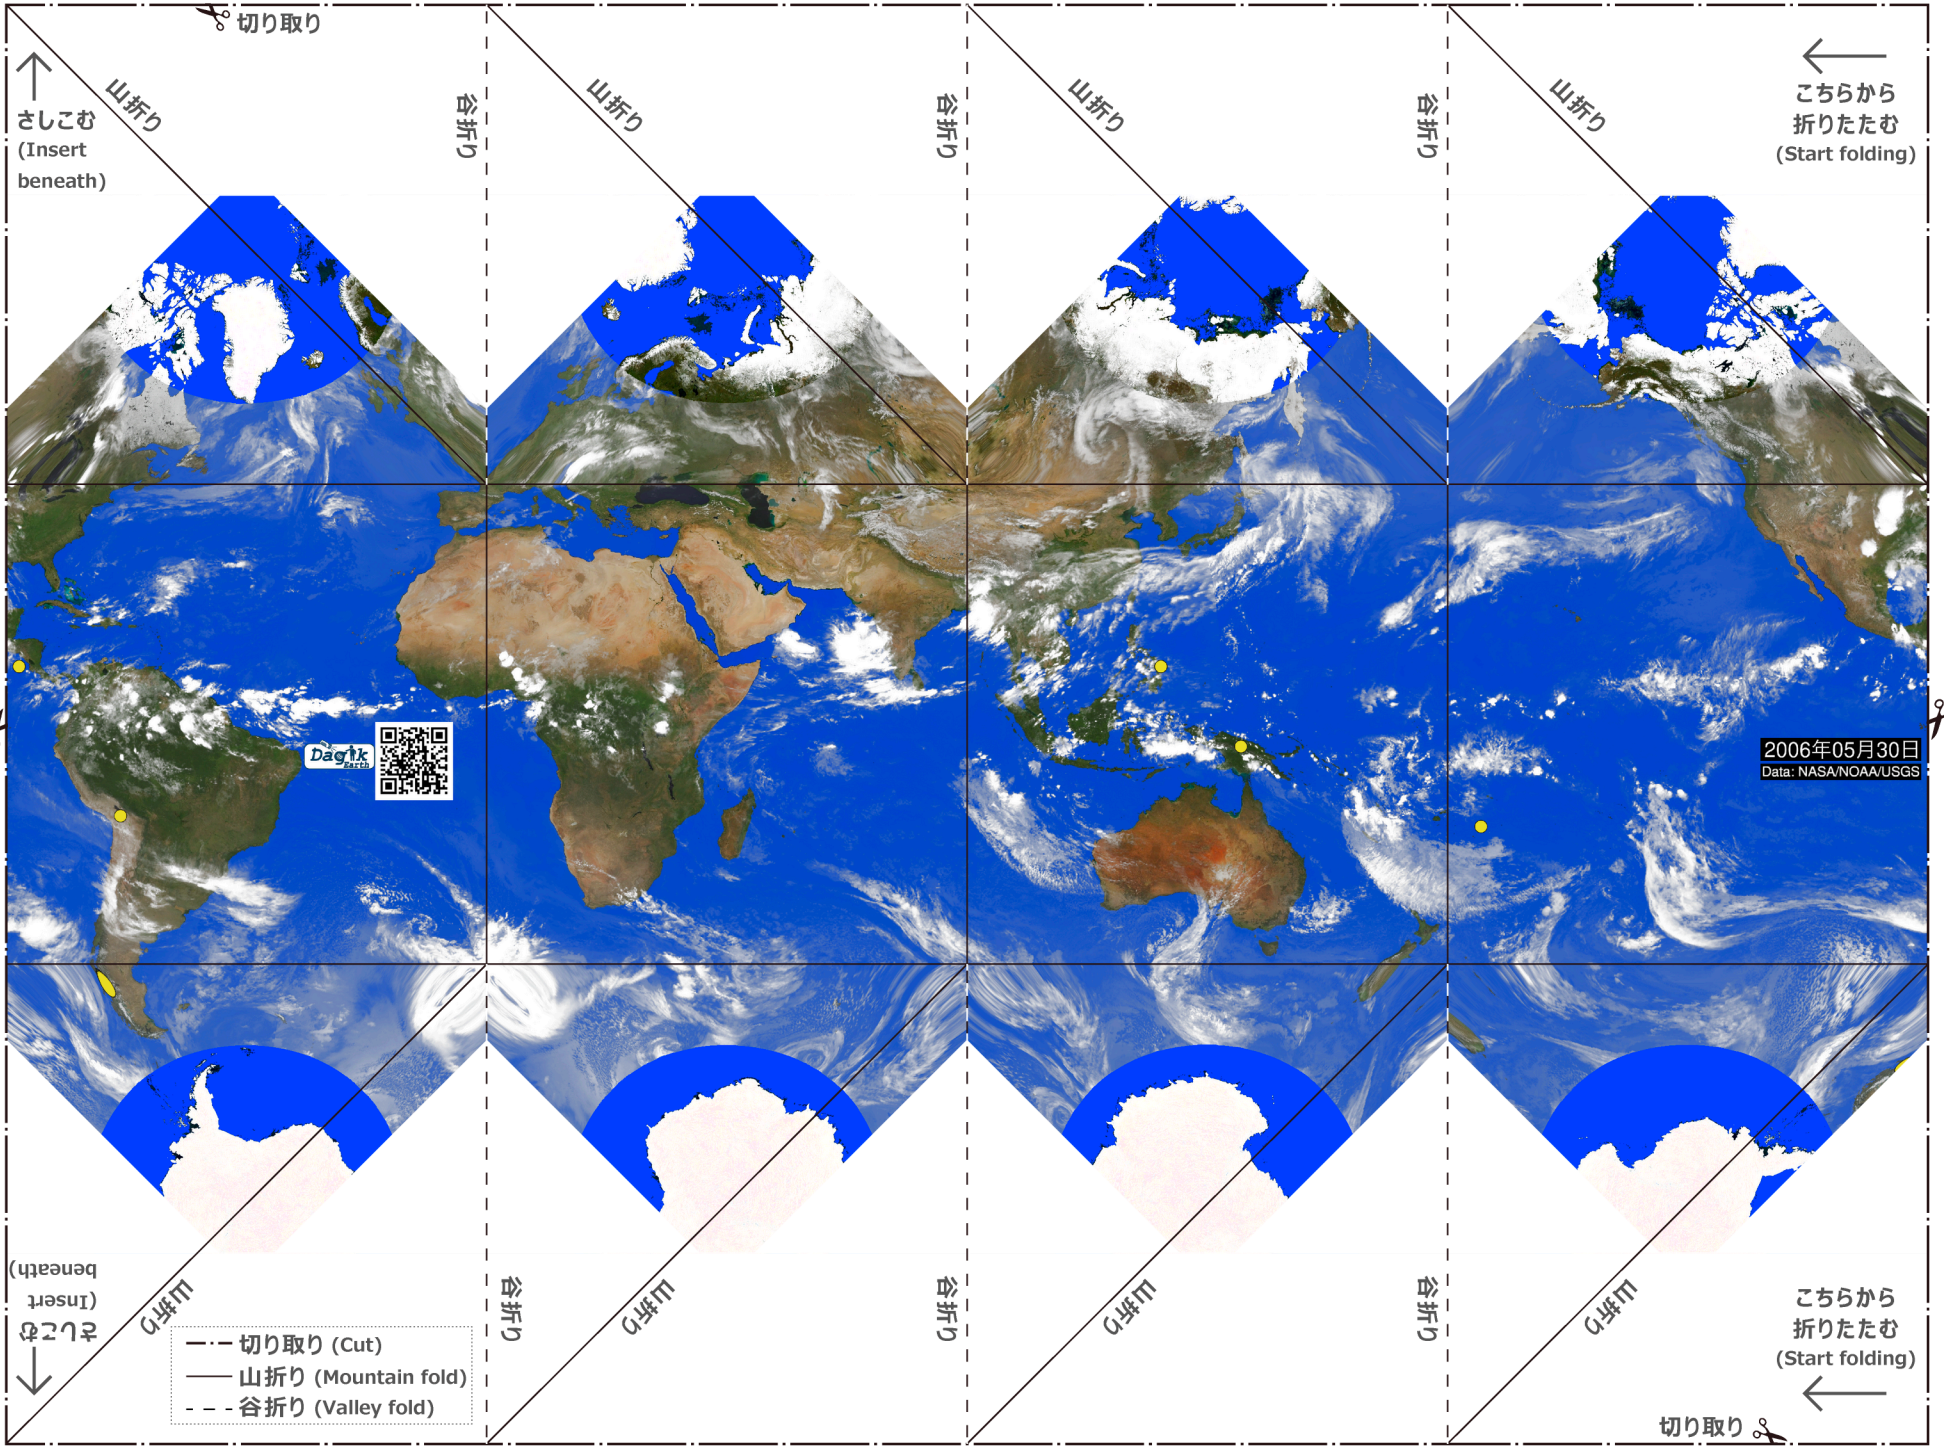 切り取り
さしこむ
(Insert
beneath)
山折り
谷折り
山折り
谷折り
山折り
谷折り
山折り
こちらから
折りたたむ
(Start folding)
Dagik
Earth
2006年05月30日
Data: NASA/NOAA/USGS
さしこむ
(Insert
beneath)
山折り
谷折り
山折り
谷折り
山折り
谷折り
山折り
こちらから
折りたたむ
(Start folding)
切り取り (Cut)
山折り (Mountain fold)
谷折り (Valley fold)
切り取り